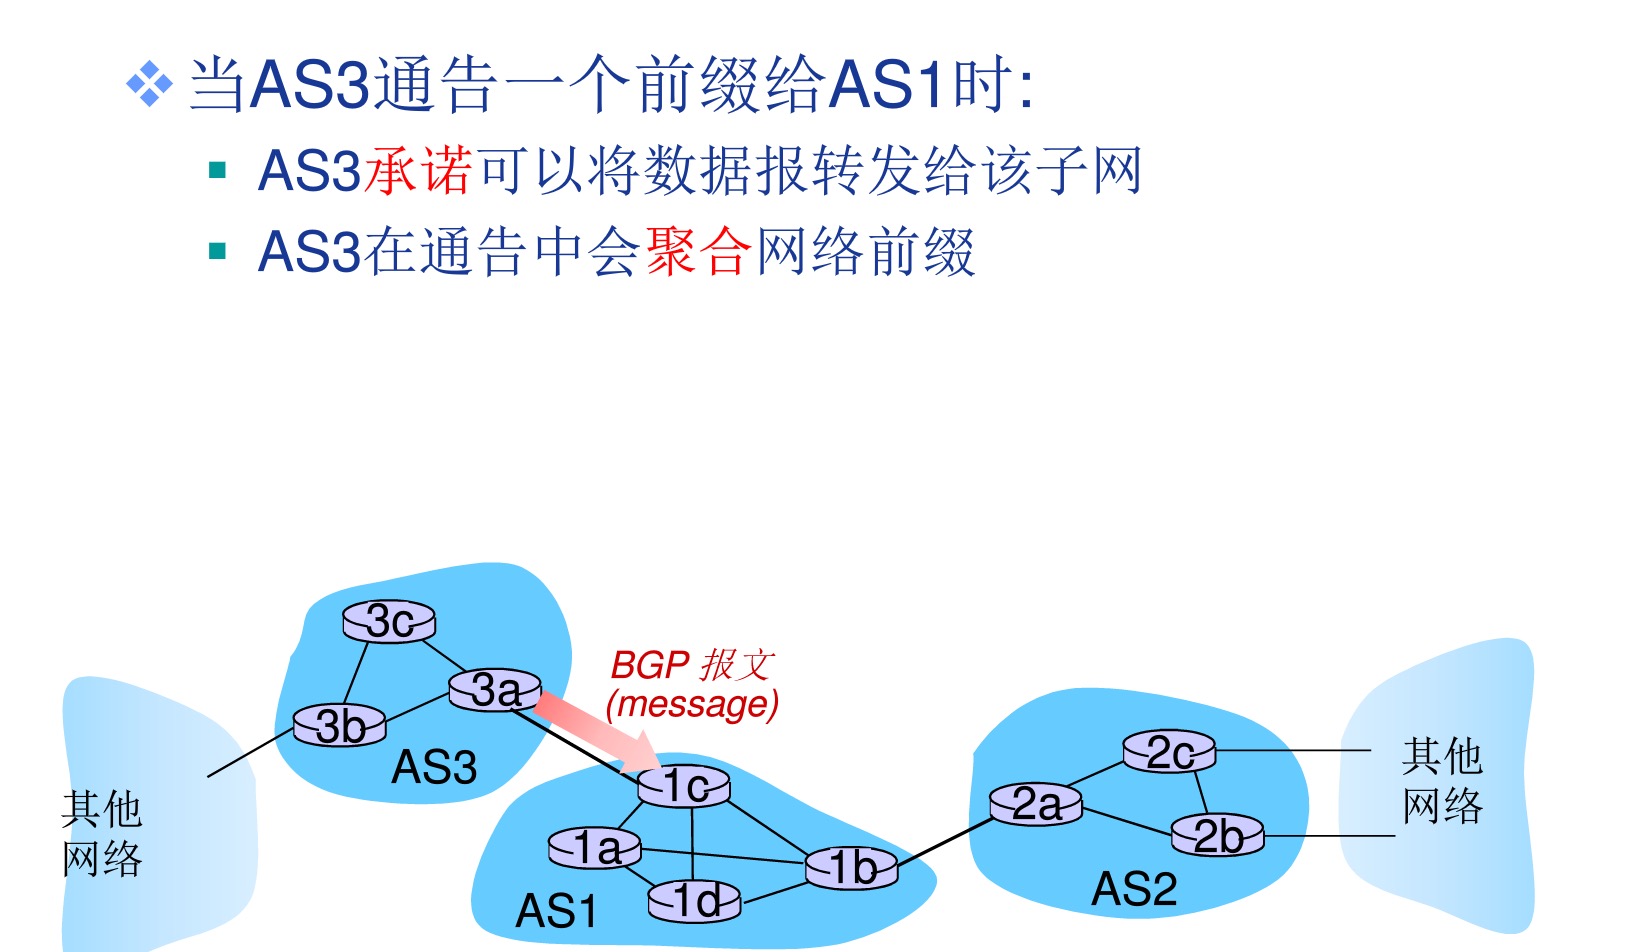 当AS3通告一个前缀给AS1时:
AS3承诺可以将数据报转发给该子网
AS3在通告中会聚合网络前缀
3c
3a
3b
AS3
BGP 报文
(message)
其他
网络
1c
1a
1b
1d
AS1
2c
2a
2b
AS2
其他
网络